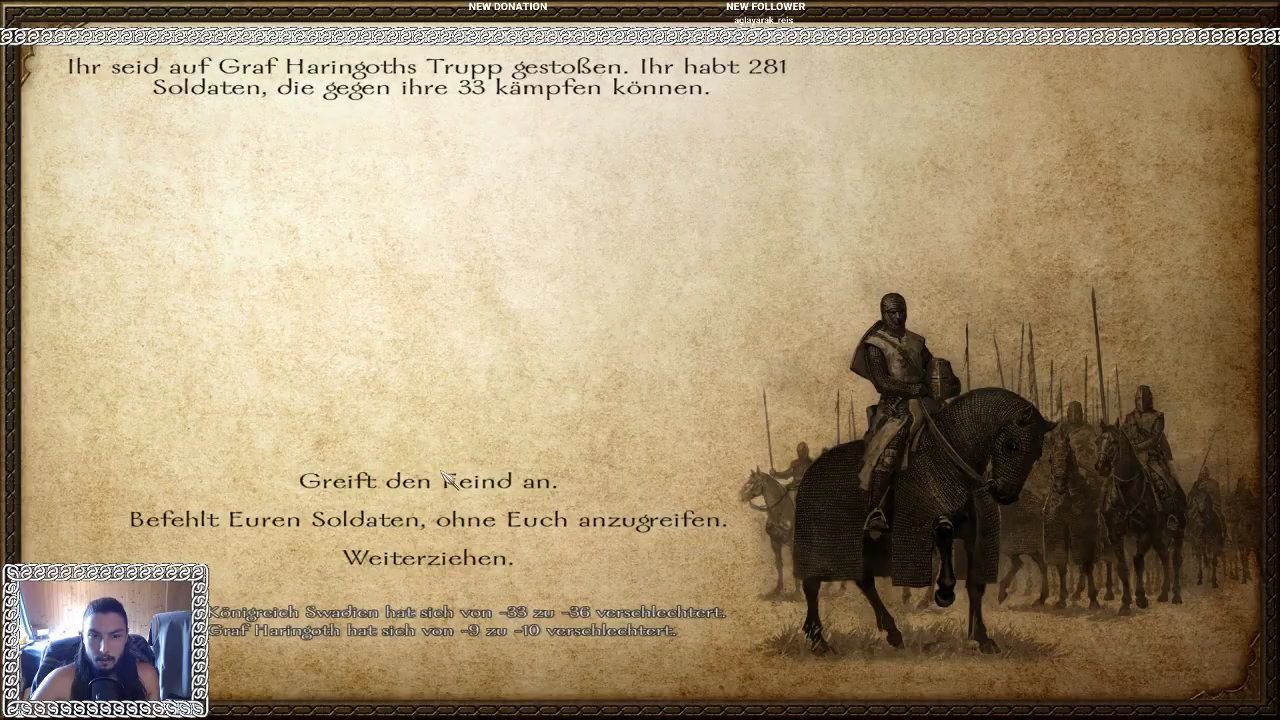 NEW DONATION
NEW FOLLOWER
aglayarak_reis
Ihr seid auf Graf Haringoths Trupp gestoßen. Ihr habt 281
Soldaten, die gegen ihre 33 kämpfen können.
Greift den Feind an.
Befehlt Euren Soldaten, ohne Euch anzugreifen.
Weiterziehen.
Königreich Swadien hat sich von -33 zu -36 verschlechtert.
Graf Haringoth hat sich von -9 zu -10 verschlechtert.